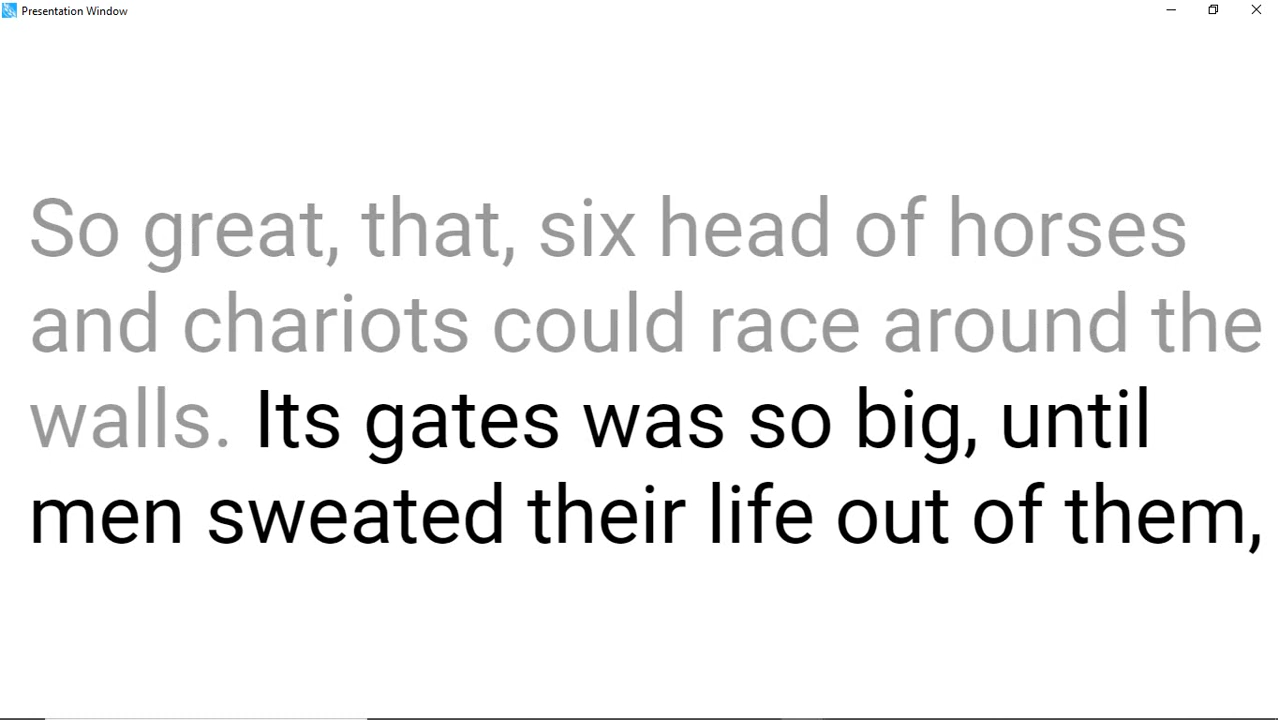 Presentation Window
So great, that, six head of horses
and chariots could race around the
walls. Its gates was so big, until
men sweated their life out of them,